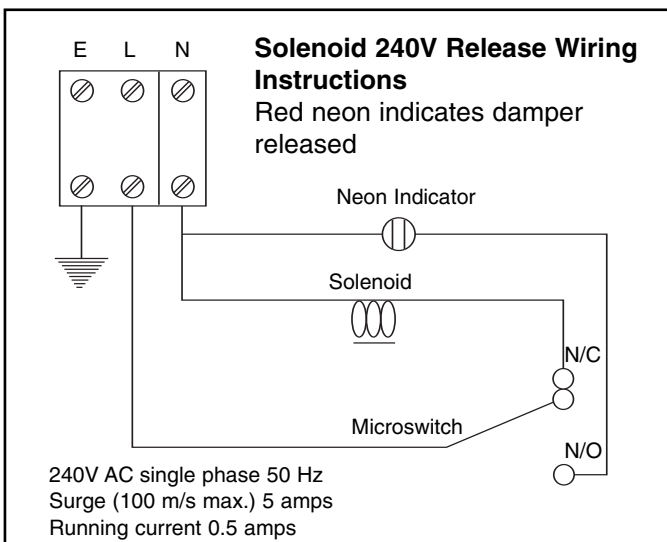 E L N
Solenoid 240V Release Wiring
Instructions
Red neon indicates damper
released
Neon Indicator
Solenoid
N/C
Microswitch
N/O
240V AC single phase 50 Hz
Surge (100 m/s max.) 5 amps
Running current 0.5 amps